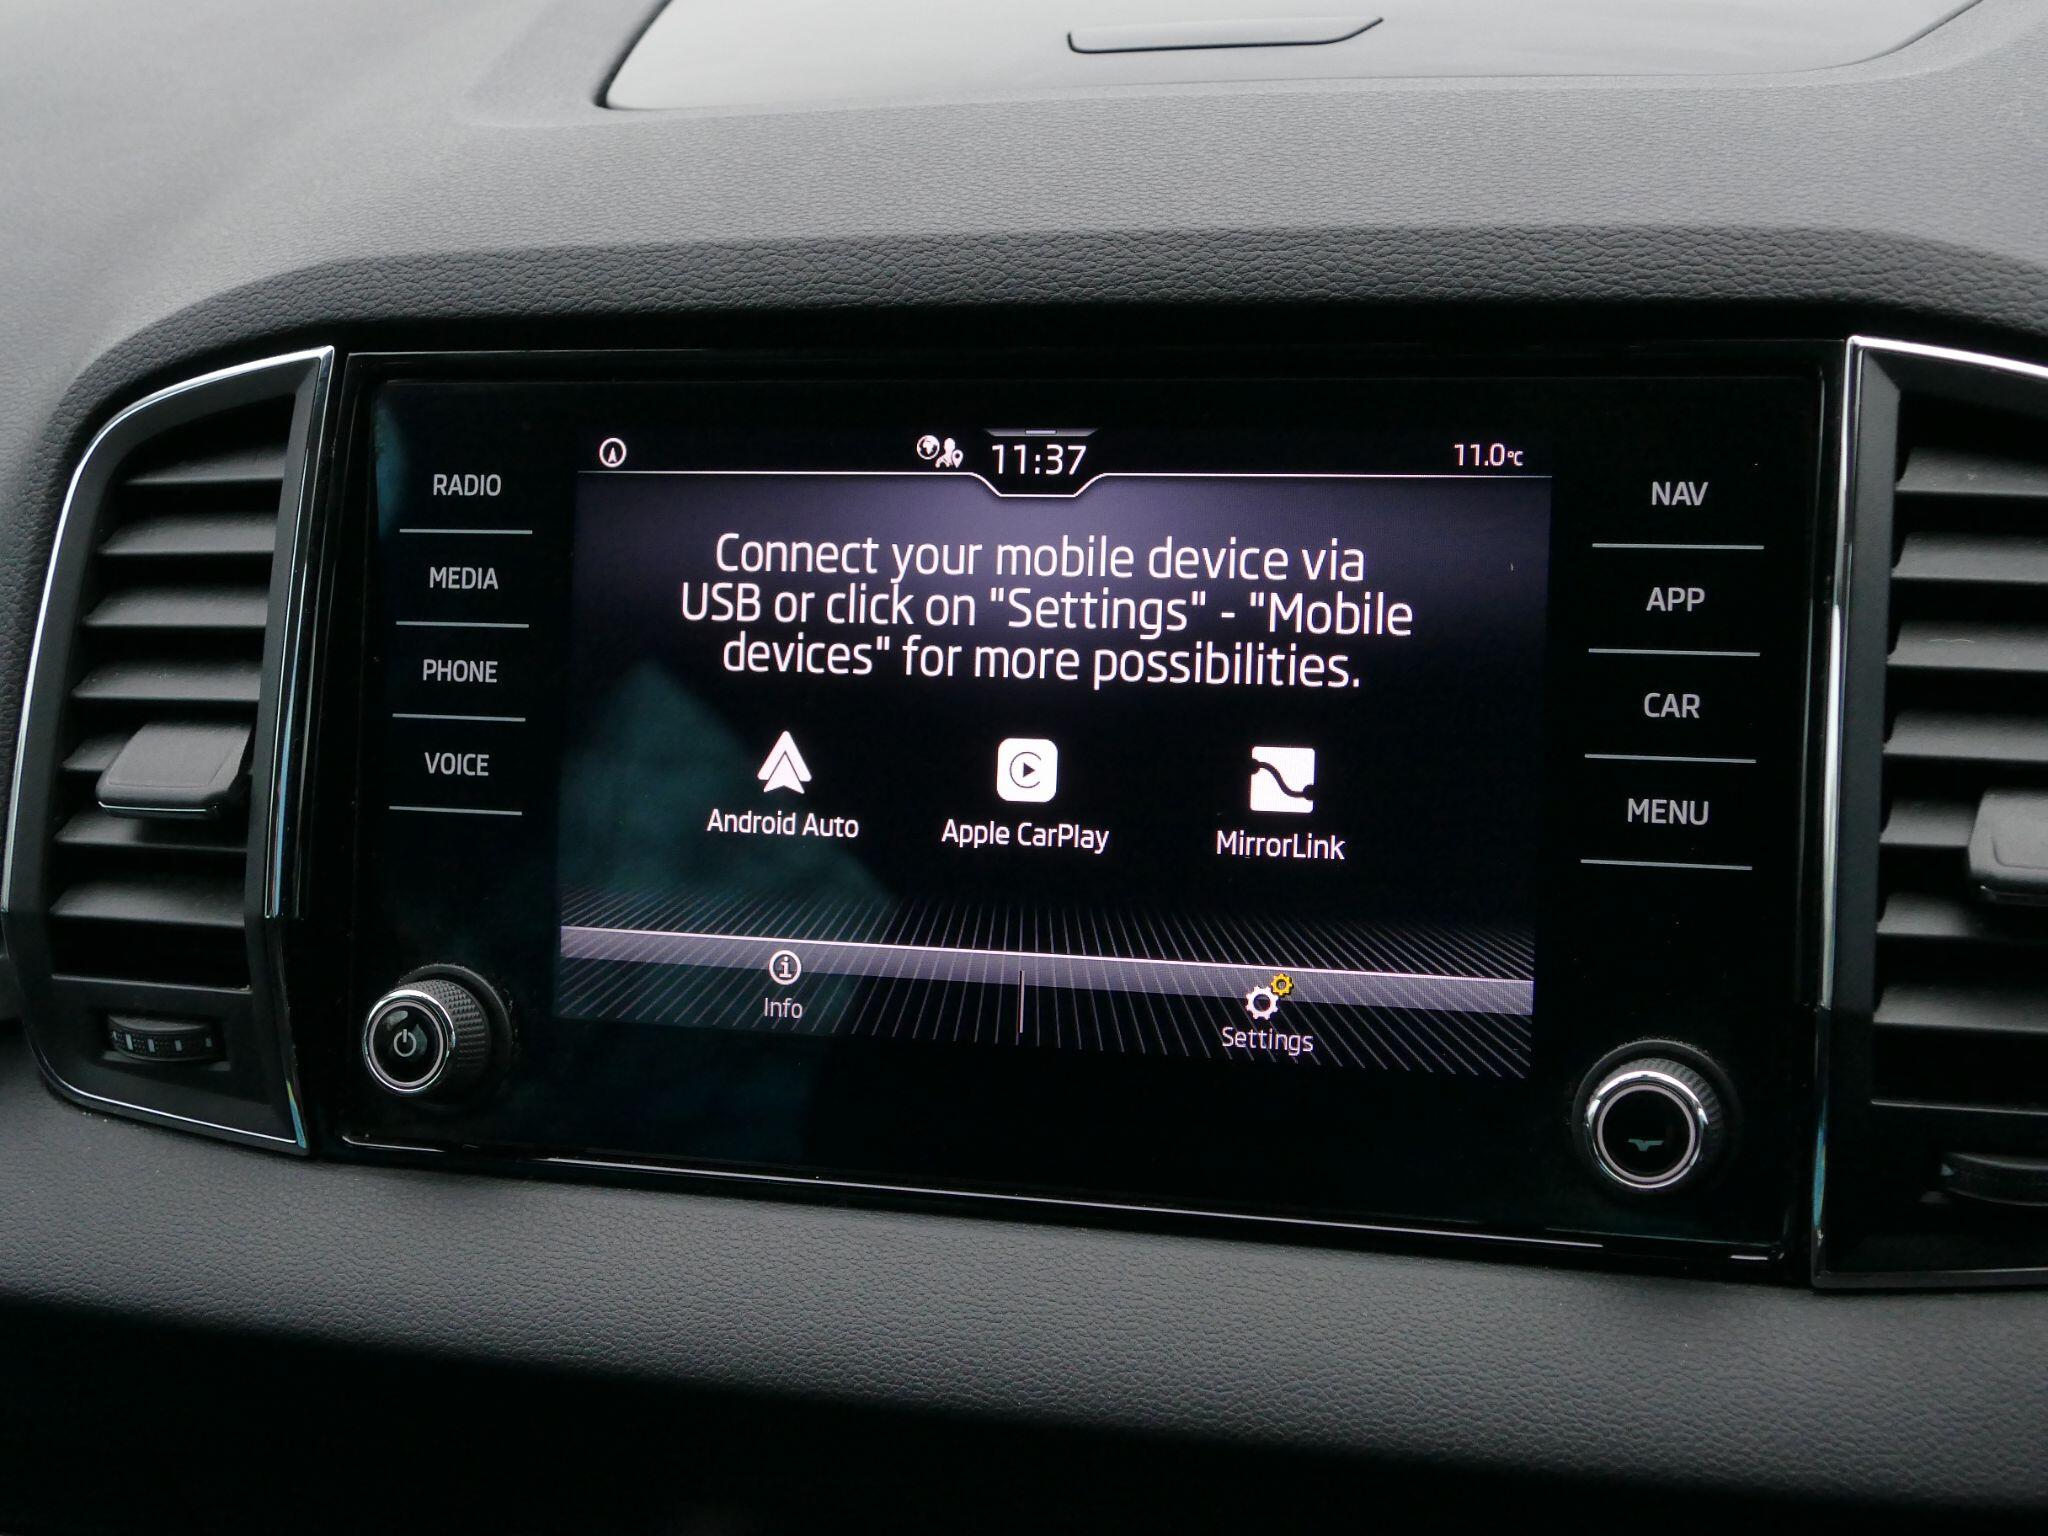 11:37
11.0°C
RADIO
MEDIA
PHONE
VOICE
Connect your mobile device via
USB or click on "Settings" - "Mobile
devices" for more possibilities.
Android Auto
Apple CarPlay
MirrorLink
Info
Settings
NAV
APP
CAR
MENU